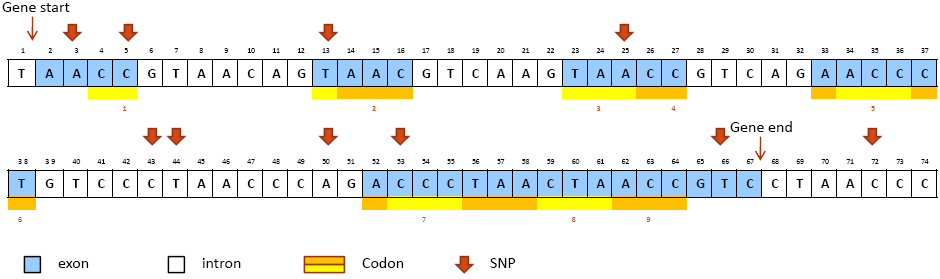 Gene start
1 2 3 4 5 6 7 8 9 10 11 12 13 14 15 16 17 18 19 20 21 22 23 24 25 26 27 28 29 30 31 32 33 34 35 36 37
T A A C C G T A A C A G T A A C G T C A A G T A A C C G T C A G A A C C C
1 2 3 4 5
Gene end
38 39 40 41 42 43 44 45 46 47 48 49 50 51 52 53 54 55 56 57 58 59 60 61 62 63 64 65 66 67 68 69 70 71 72 73 74
T G T C C C T A A C C C A G A C C C T A A C T A A C C G T C C T A A C C C
6 7 8 9
exon intron Codon SNP